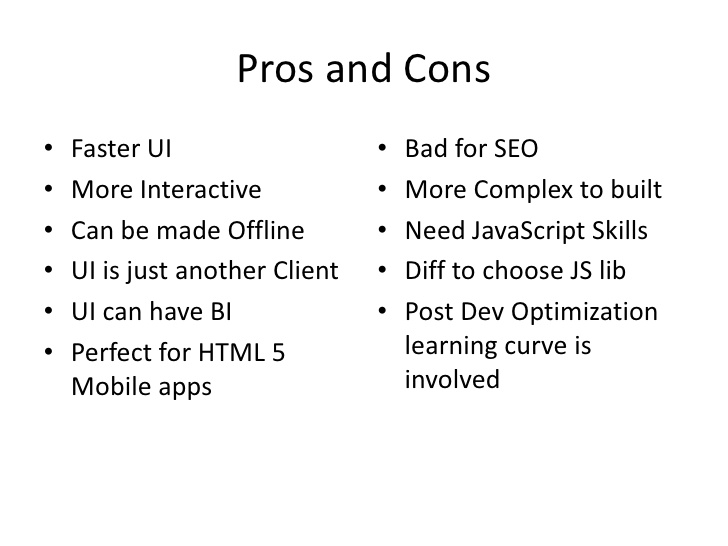 Pros and Cons
• Faster UI
• More Interactive
• Can be made Offline
• UI is just another Client
• UI can have BI
• Perfect for HTML 5
Mobile apps
• Bad for SEO
• More Complex to built
• Need JavaScript Skills
• Diff to choose JS lib
• Post Dev Optimization
learning curve is
involved